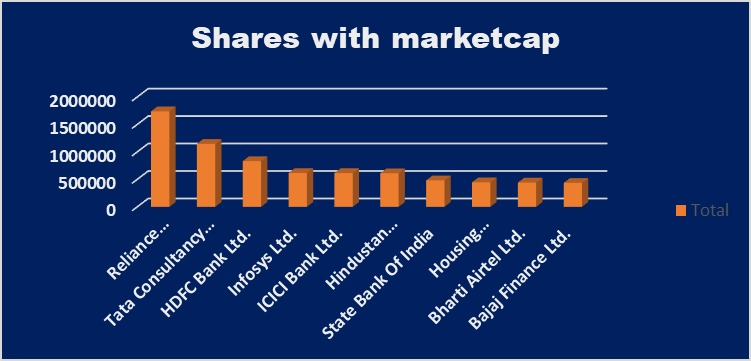 Shares with marketcap
2000000
1500000
1000000
500000
0
Reliance...
Tata Consultancy...
HDFC Bank Ltd.
Infosys Ltd.
ICICI Bank Ltd.
Hindustan...
State Bank Of India
Housing...
Bharti Airtel Ltd.
Bajaj Finance Ltd.
Total